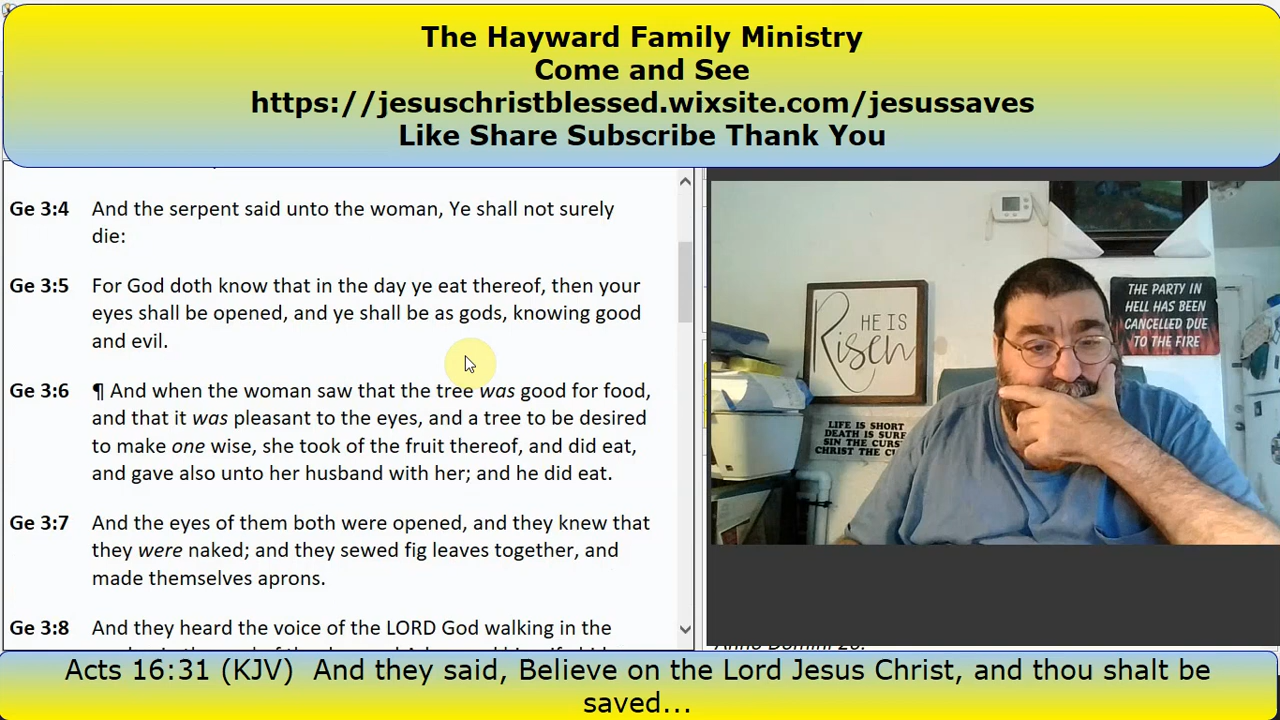 The Hayward Family Ministry
Come and See
https://jesuschristblessed.wixsite.com/jesussaves
Like Share Subscribe Thank You
Ge 3:4 And the serpent said unto the woman, Ye shall not surely
die:
Ge 3:5 For God doth know that in the day ye eat thereof, then your
eyes shall be opened, and ye shall be as gods, knowing good
and evil.
Ge 3:6 ¶ And when the woman saw that the tree was good for food,
and that it was pleasant to the eyes, and a tree to be desired
to make one wise, she took of the fruit thereof, and did eat,
and gave also unto her husband with her; and he did eat.
Ge 3:7 And the eyes of them both were opened, and they knew that
they were naked; and they sewed fig leaves together, and
made themselves aprons.
Ge 3:8 And they heard the voice of the LORD God walking in the
HE IS
Risen
THE PARTY IN
HELL HAS BEEN
CANCELLED DUE
TO THE FIRE
LIFE IS SHORT
DEATH IS SURE
SIN THE CURS
CHRIST THE CU
Acts 16:31 (KJV) And they said, Believe on the Lord Jesus Christ, and thou shalt be
saved...